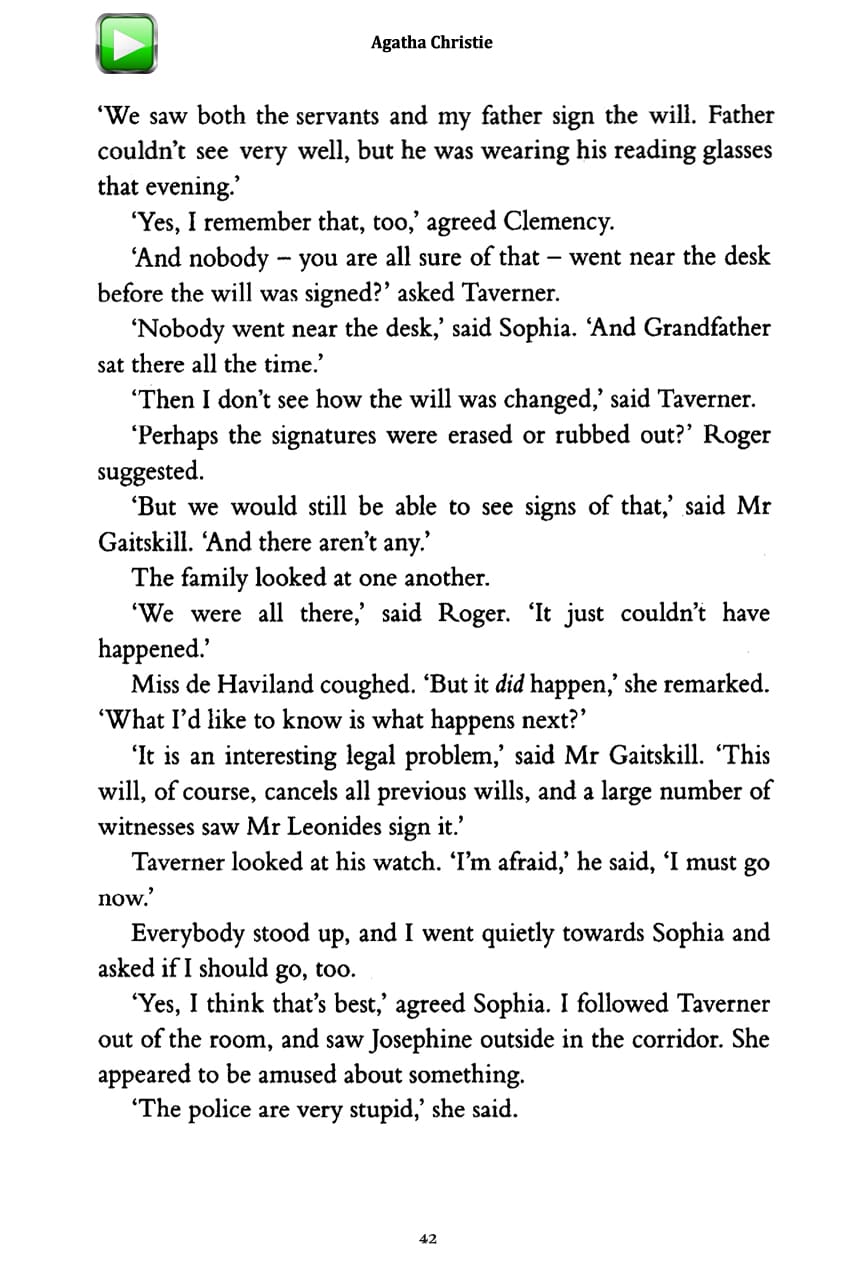 Agatha Christie
‘We saw both the servants and my father sign the will. Father
couldn’t see very well, but he was wearing his reading glasses
that evening.’
‘Yes, I remember that, too,’ agreed Clemency.
‘And nobody – you are all sure of that – went near the desk
before the will was signed?’ asked Taverner.
‘Nobody went near the desk,’ said Sophia. ‘And Grandfather
sat there all the time.’
‘Then I don’t see how the will was changed,’ said Taverner.
‘Perhaps the signatures were erased or rubbed out?’ Roger
suggested.
‘But we would still be able to see signs of that,’ said Mr
Gaitskill. ‘And there aren’t any.’
The family looked at one another.
‘We were all there,’ said Roger. ‘It just couldn’t have
happened.’
Miss de Haviland coughed. ‘But it did happen,’ she remarked.
‘What I’d like to know is what happens next?’
‘It is an interesting legal problem,’ said Mr Gaitskill. ‘This
will, of course, cancels all previous wills, and a large number of
witnesses saw Mr Leonides sign it.’
Taverner looked at his watch. ‘I’m afraid,’ he said, ‘I must go
now.’
Everybody stood up, and I went quietly towards Sophia and
asked if I should go, too.
‘Yes, I think that’s best,’ agreed Sophia. I followed Taverner
out of the room, and saw Josephine outside in the corridor. She
appeared to be amused about something.
‘The police are very stupid,’ she said.
42